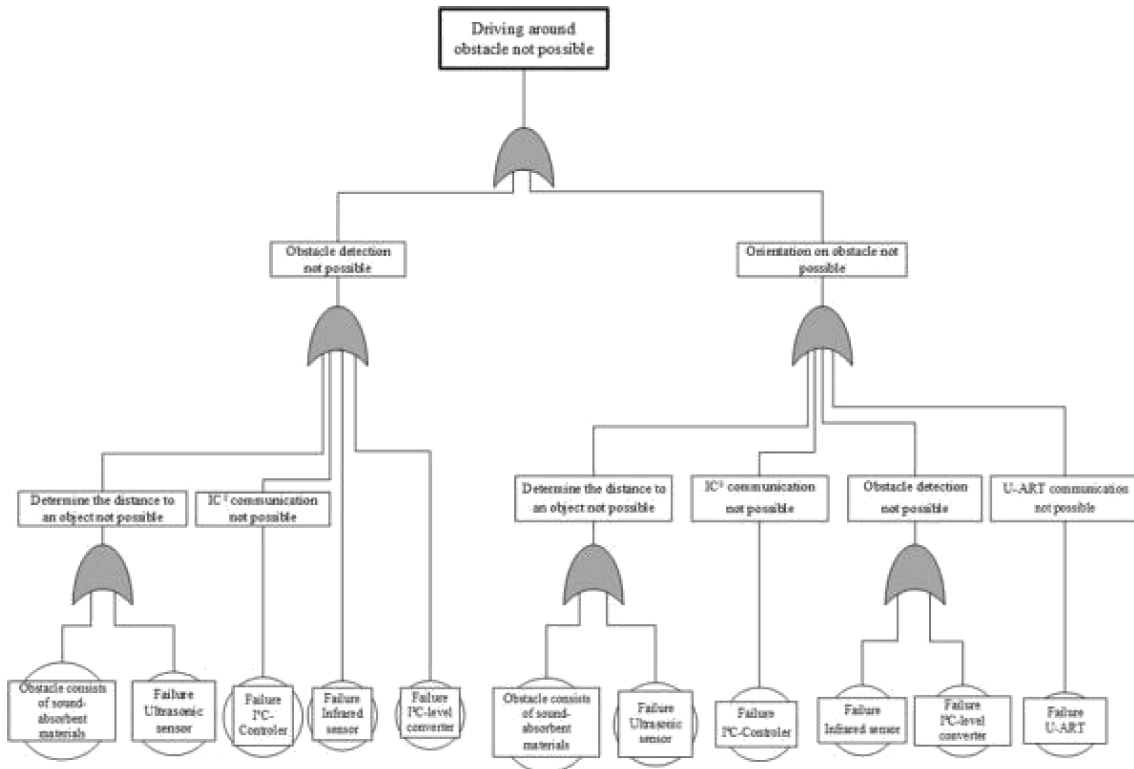 Driving around
obstacle not possible
Obstacle detection
not possible
Orientation on obstacle not
possible
Determine the distance to
an object not possible
IC² communication
not possible
Determine the distance to
an object not possible
IC² communication
not possible
Obstacle detection
not possible
U-ART communication
not possible
Obstacle consists
of sound-
absorbent
materials
Failure
Ultrasonic
sensor
Failure
I²C-
Controler
Failure
Infrared
sensor
Failure
I²C-level
converter
Obstacle consists
of sound-
absorbent
materials
Failure
Ultrasonic
sensor
Failure
I²C-Controler
Failure
Infrared sensor
Failure
I²C-level
converter
Failure
U-ART